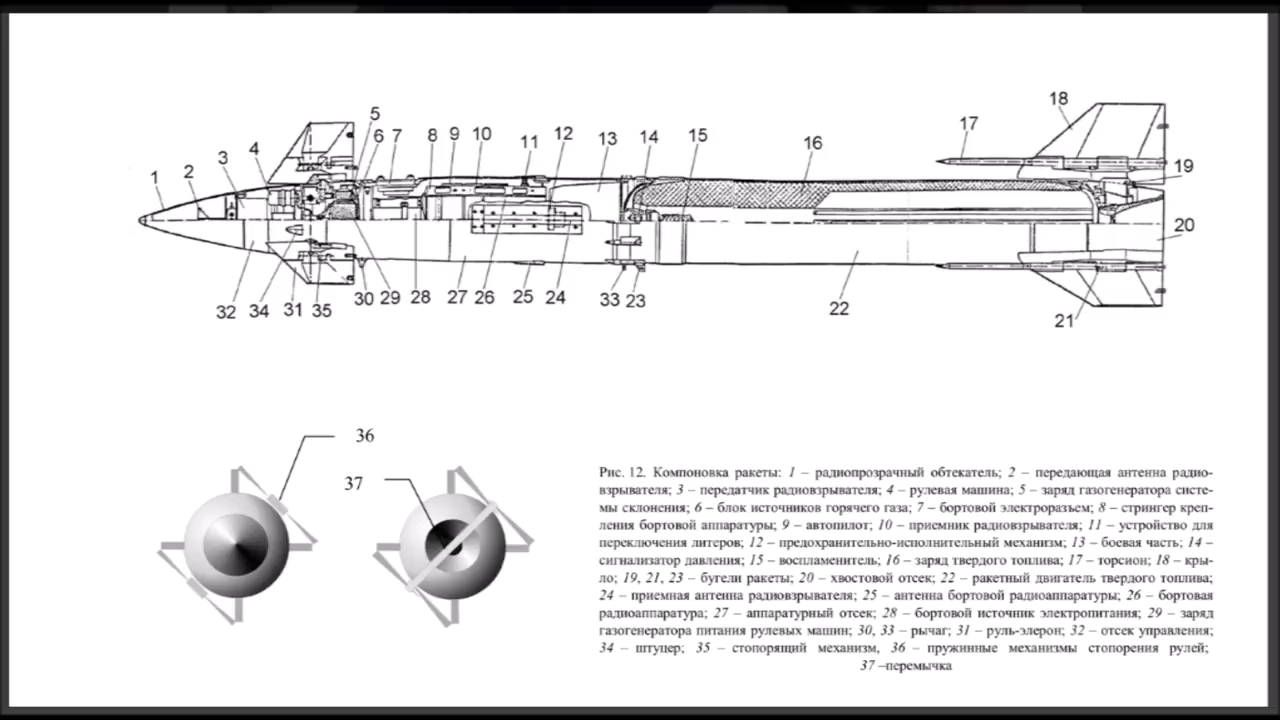 5 6 7 8 9 10 11 12 13 14 15 16 17 18
1 2 3 4 19
20
32 34 31 35 30 29 28 27 26 25 24 33 23 22 21
36
37
Рис. 12. Компоновка ракеты: 1 – радиопрозрачный обтекатель; 2 – передающая антенна радио-
взрывателя; 3 – передатчик радиовзрывателя; 4 – рулевая машина; 5 – заряд газогенератора систе-
мы склонения; 6 – блок источников горячего газа; 7 – бортовой электроразъем; 8 – стрингер креп-
ления бортовой аппаратуры; 9 – автопилот; 10 – приемник радиовзрывателя; 11 – устройство для
переключения литеров; 12 – предохранительно-исполнительный механизм; 13 – боевая часть; 14 –
сигнализатор давления; 15 – воспламенитель; 16 – заряд твердого топлива; 17 – торсион; 18 – кры-
ло; 19, 21, 23 – бугели ракеты; 20 – хвостовой отсек; 22 – ракетный двигатель твердого топлива;
24 – приемная антенна радиовзрывателя; 25 – антенна бортовой радиоаппаратуры; 26 – бортовая
радиоаппаратура; 27 – аппаратурный отсек; 28 – бортовой источник электропитания; 29 – заряд
газогенератора питания рулевых машин; 30, 33 – рычаг; 31 – руль-элерон; 32 – отсек управления;
34 – штуцер; 35 – стопорящий механизм, 36 – пружинные механизмы стопорения рулей;
37 –перемычка